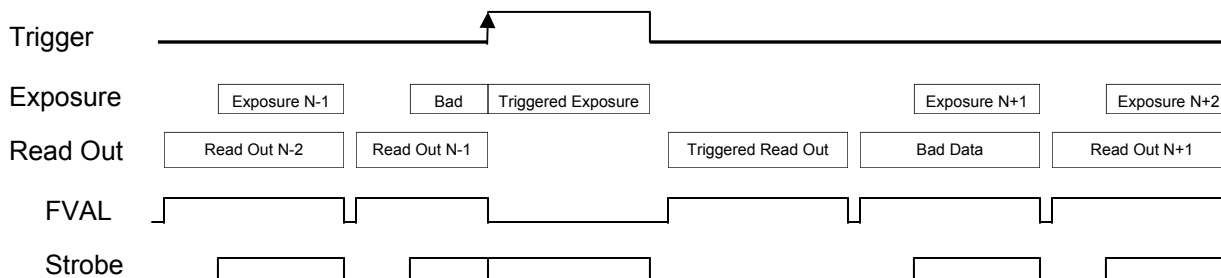 Trigger
Exposure Exposure N-1 Bad Triggered Exposure Exposure N+1 Exposure N+2
Read Out Read Out N-2 Read Out N-1 Triggered Read Out Bad Data Read Out N+1
FVAL
Strobe